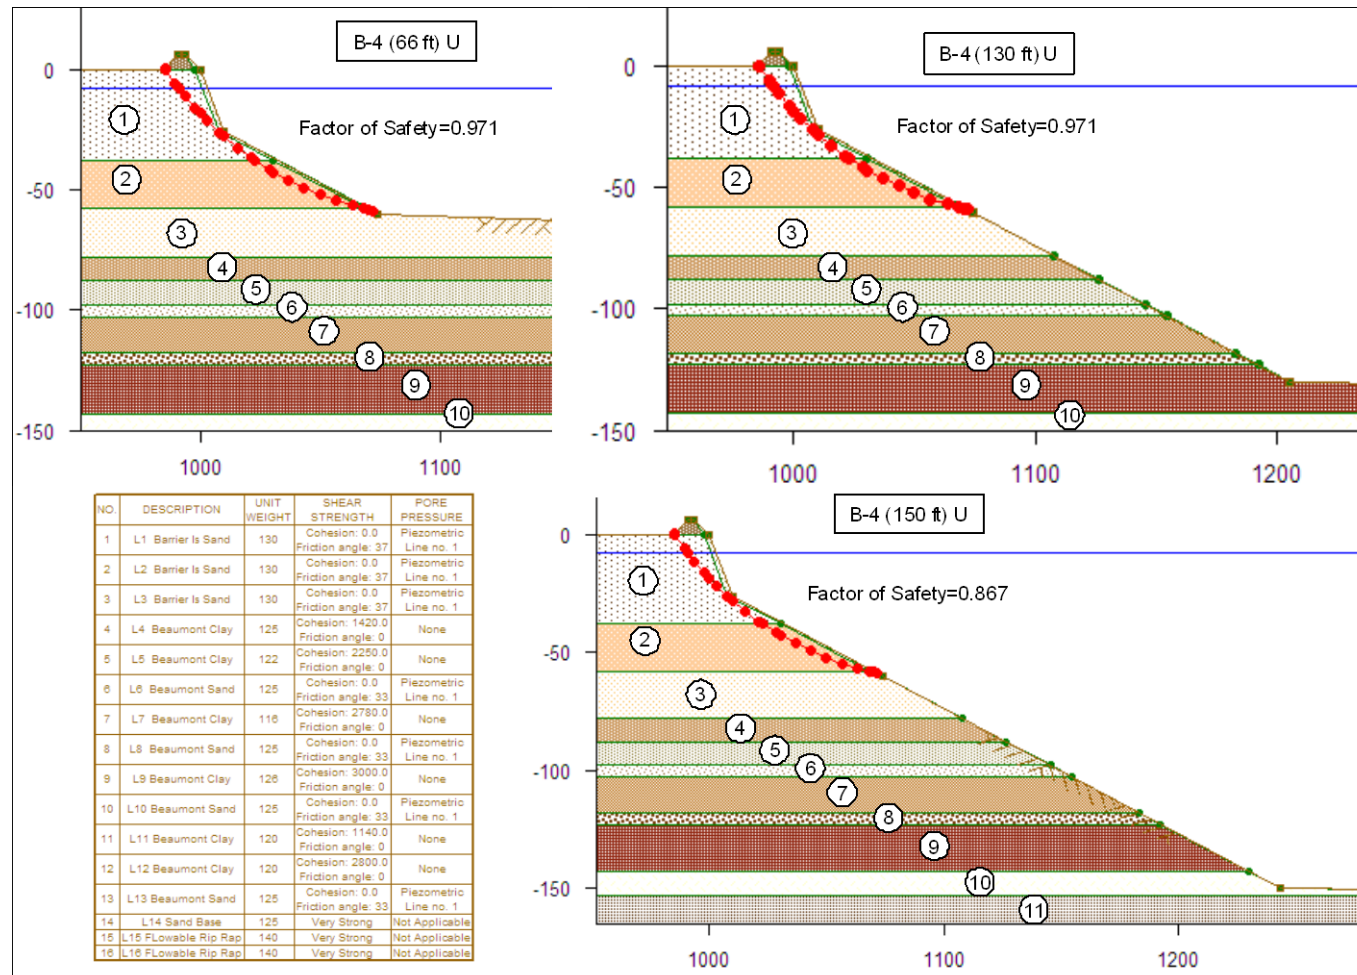 B-4 (66 ft) U
0
-50
-100
-150
Factor of Safety=0.971
1
2
3
4
5
6
7
8
9
10
1000
1100
B-4 (130 ft) U
0
-50
-100
-150
Factor of Safety=0.971
1
2
3
4
5
6
7
8
9
10
1000
1100
1200
NO. DESCRIPTION UNIT WEIGHT SHEAR STRENGTH PORE PRESSURE
1 L1 Barrier Is Sand 130 Cohesion: 0.0 Friction angle: 37 Piezometric Line no. 1
2 L2 Barrier Is Sand 130 Cohesion: 0.0 Friction angle: 37 Piezometric Line no. 1
3 L3 Barrier Is Sand 130 Cohesion: 0.0 Friction angle: 37 Piezometric Line no. 1
4 L4 Beaumont Clay 125 Cohesion: 1420.0 Friction angle: 0 None
5 L5 Beaumont Clay 122 Cohesion: 2250.0 Friction angle: 0 None
6 L6 Beaumont Sand 125 Cohesion: 0.0 Friction angle: 33 Piezometric Line no. 1
7 L7 Beaumont Clay 116 Cohesion: 2780.0 Friction angle: 0 None
8 L8 Beaumont Sand 125 Cohesion: 0.0 Friction angle: 33 Piezometric Line no. 1
9 L9 Beaumont Clay 126 Cohesion: 3000.0 Friction angle: 0 None
10 L10 Beaumont Sand 125 Cohesion: 0.0 Friction angle: 33 Piezometric Line no. 1
11 L11 Beaumont Clay 120 Cohesion: 1140.0 Friction angle: 0 None
12 L12 Beaumont Clay 120 Cohesion: 2800.0 Friction angle: 0 None
13 L13 Beaumont Sand 125 Cohesion: 0.0 Friction angle: 33 Piezometric Line no. 1
14 L14 Sand Base 125 Very Strong Not Applicable
15 L15 FLowable Rip Rap 140 Very Strong Not Applicable
16 L16 FLowable Rip Rap 140 Very Strong Not Applicable
B-4 (150 ft) U
0
-50
-100
-150
Factor of Safety=0.867
1
2
3
4
5
6
7
8
9
10
11
1000
1100
1200